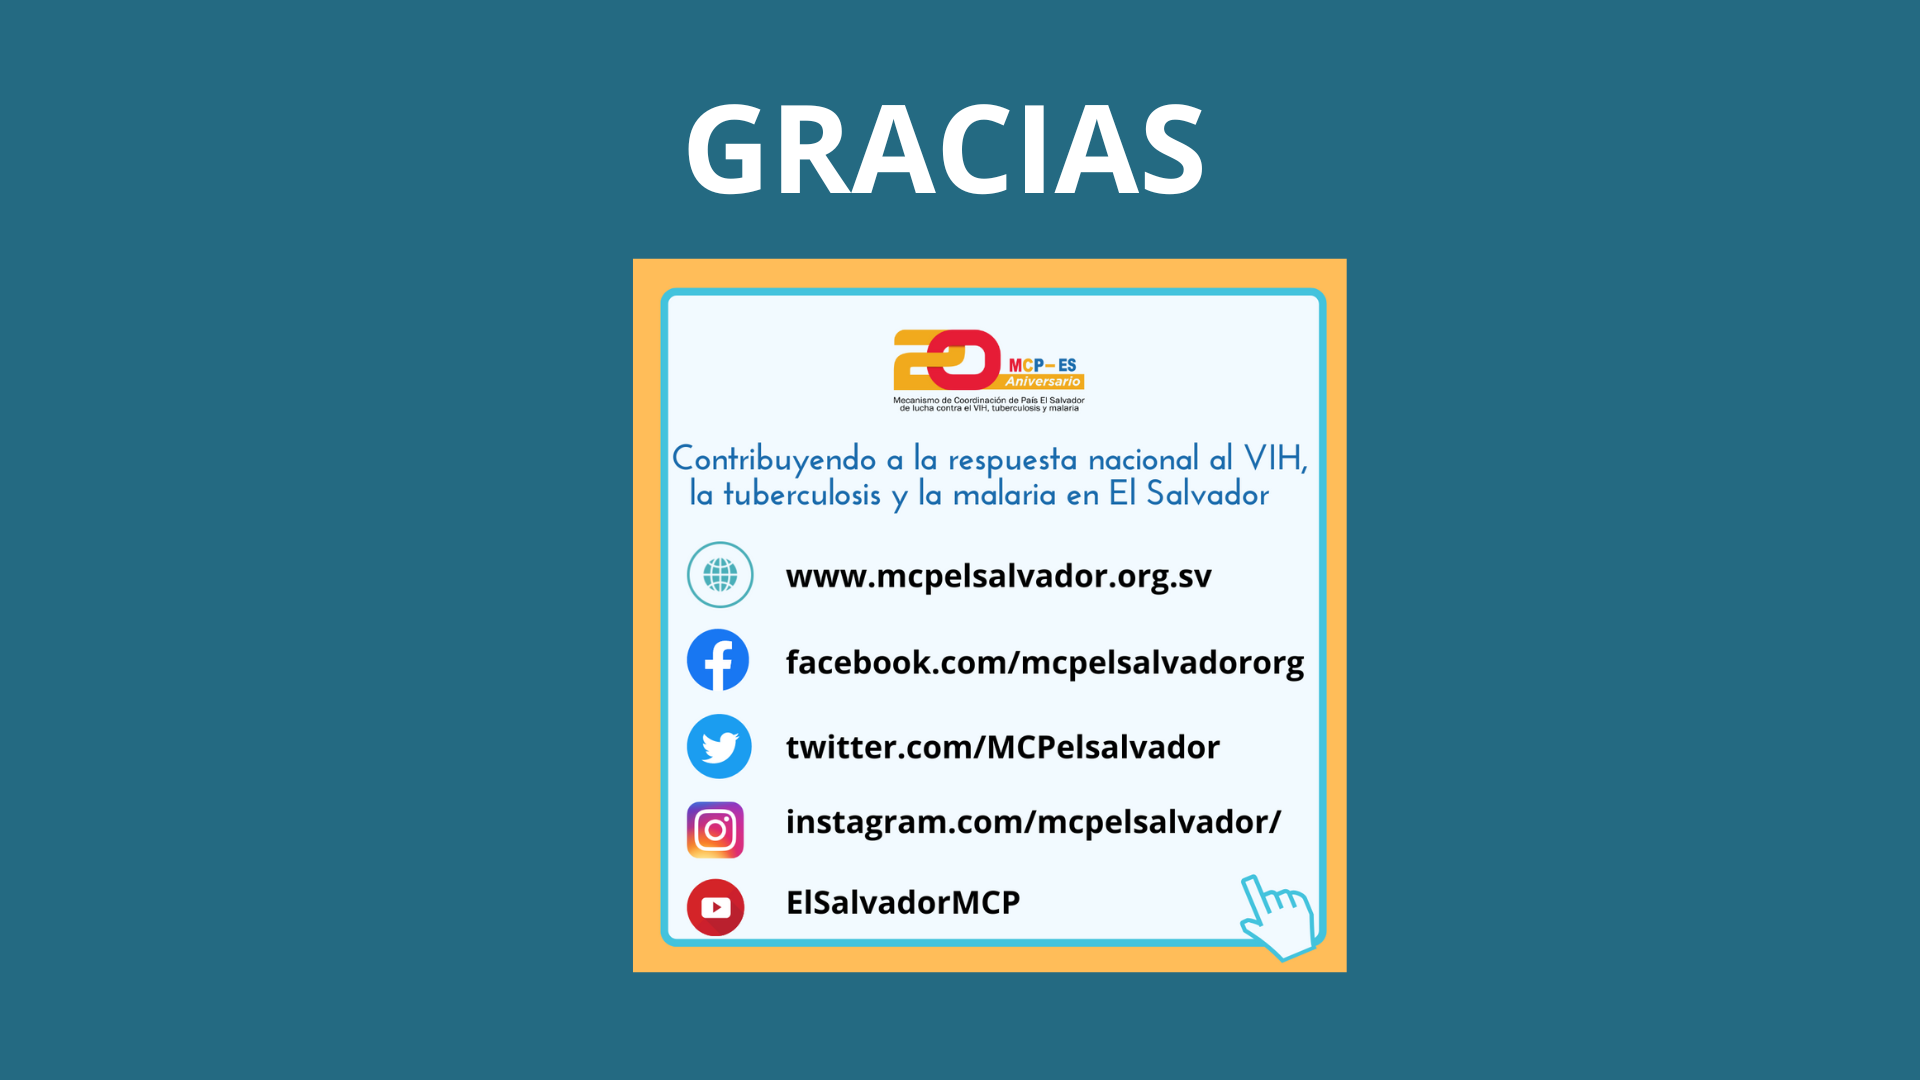 GRACIAS
20 MCP-ES
Aniversario
Mecanismo de Coordinación de País El Salvador
de lucha contra el VIH, tuberculosis y malaria
Contribuyendo a la respuesta nacional al VIH,
la tuberculosis y la malaria en El Salvador
www.mcpelsalvador.org.sv
facebook.com/mcpelsalvadororg
twitter.com/MCPelsalvador
instagram.com/mcpelsalvador/
ElSalvadorMCP